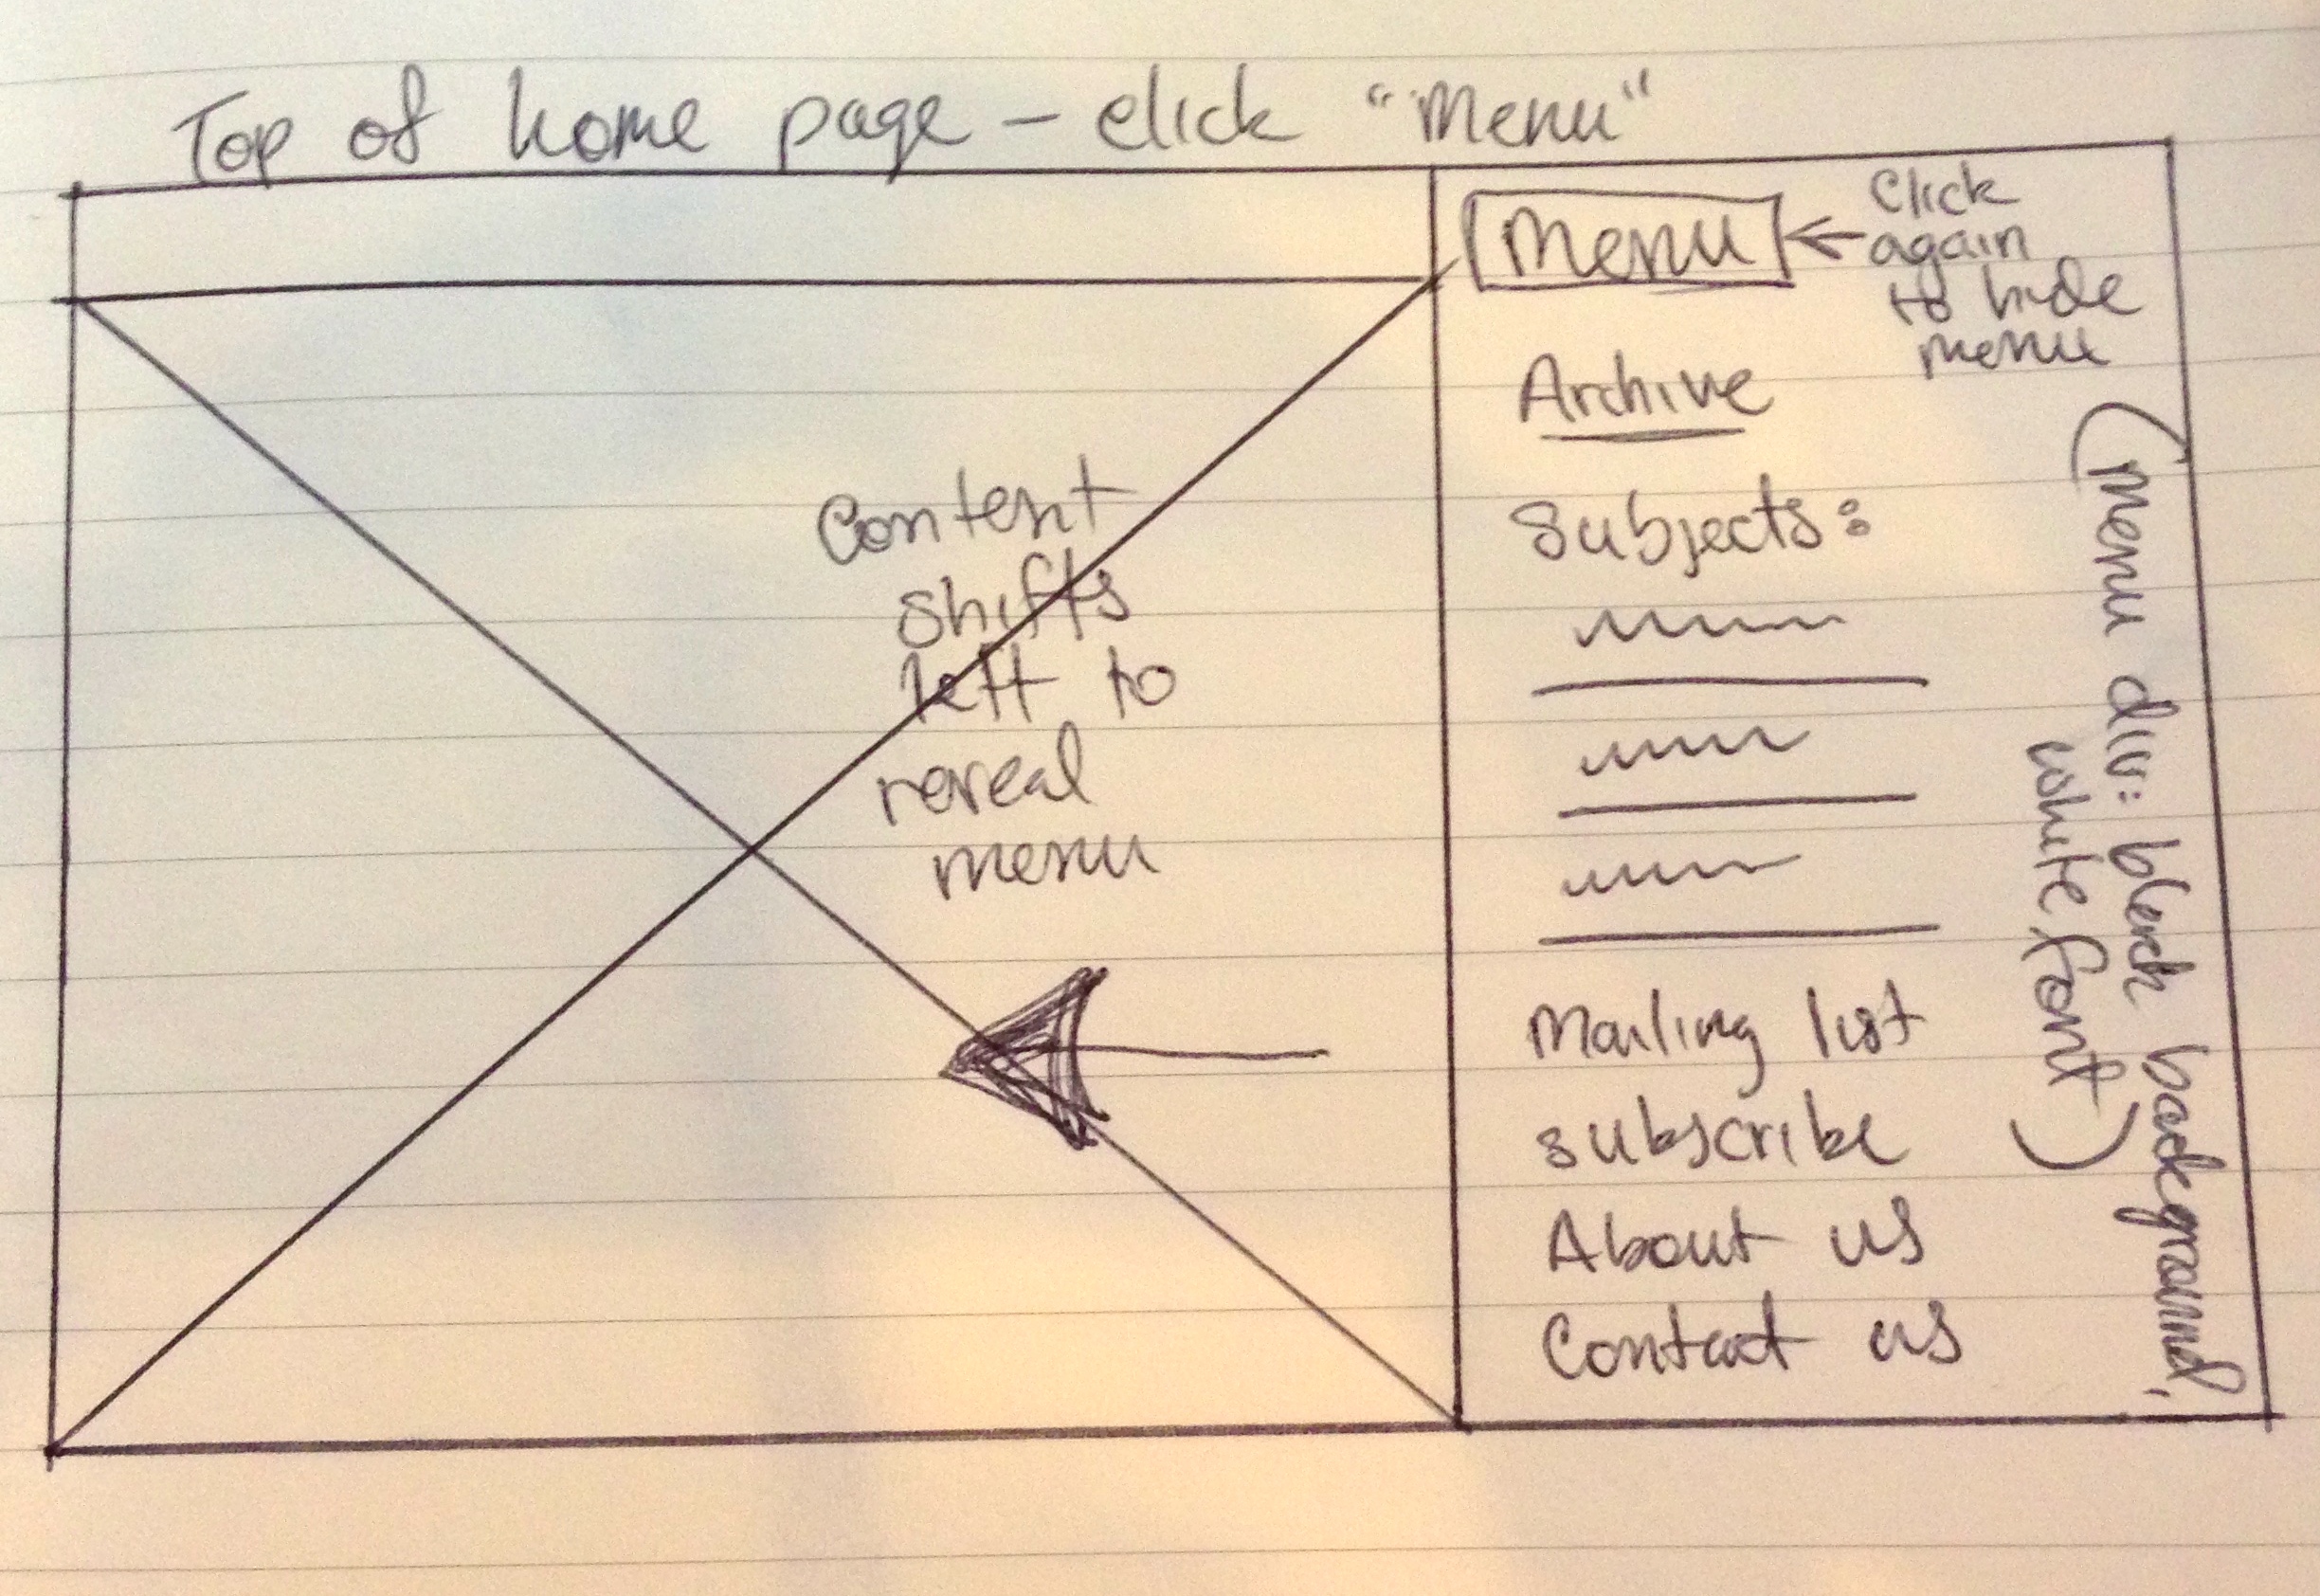 Top of home page - click "Menu"
Menu
Click
again
to hide
menu
Archive
Subjects:
Content
shifts
left to
reveal
menu
Mailing list
subscribe
About us
Contact us
(menu div: black background,
white font)